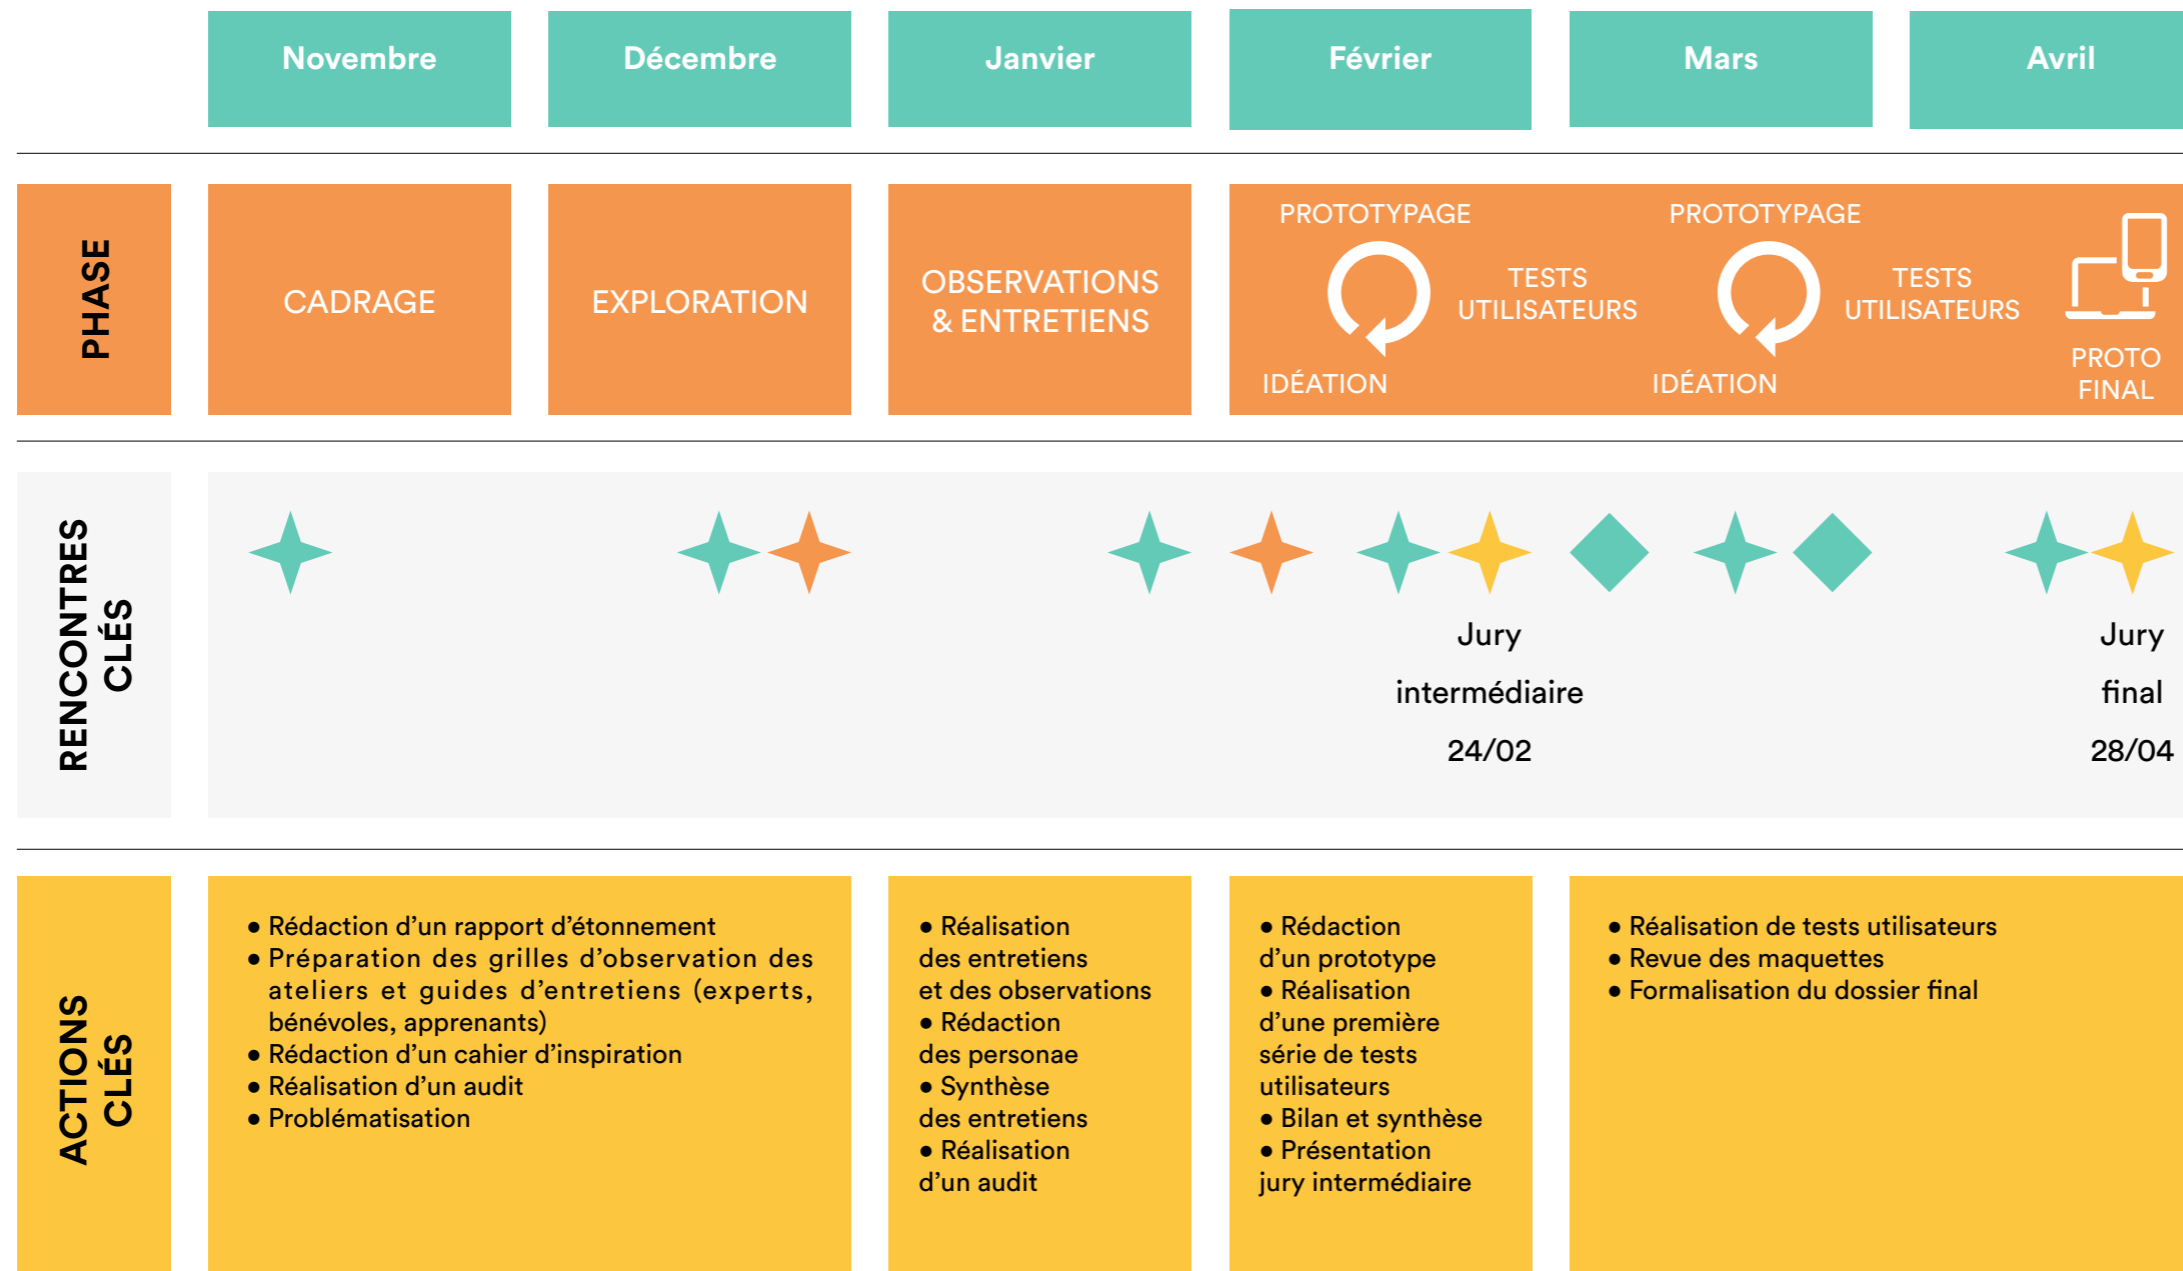 Novembre
Décembre
Janvier
Février
Mars
Avril
PHASE
CADRAGE
EXPLORATION
OBSERVATIONS
& ENTRETIENS
PROTOTYPAGE
TESTS
UTILISATEURS
IDÉATION
PROTOTYPAGE
TESTS
UTILISATEURS
IDÉATION
PROTO
FINAL
RENCONTRES
CLÉS
Jury
intermédiaire
24/02
Jury
final
28/04
ACTIONS
CLÉS
• Rédaction d’un rapport d’étonnement
• Préparation des grilles d’observation des
ateliers et guides d’entretiens (experts,
bénévoles, apprenants)
• Rédaction d’un cahier d’inspiration
• Réalisation d’un audit
• Problématisation
• Réalisation
des entretiens
et des observations
• Rédaction
des personae
• Synthèse
des entretiens
• Réalisation
d’un audit
• Rédaction
d’un prototype
• Réalisation
d’une première
série de tests
utilisateurs
• Bilan et synthèse
• Présentation
jury intermédiaire
• Réalisation de tests utilisateurs
• Revue des maquettes
• Formalisation du dossier final